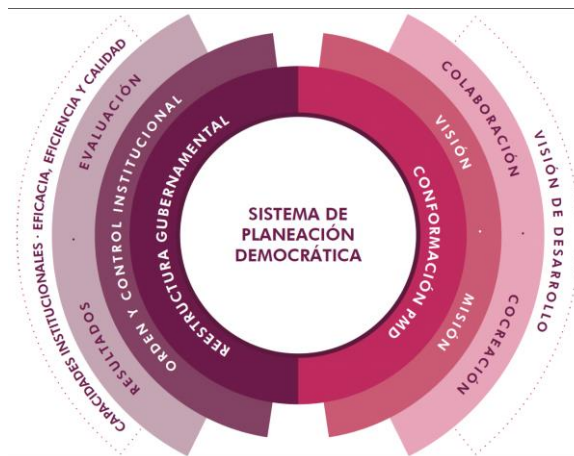 CAPACIDADES INSTITUCIONALES · EFICACIA, EFICIENCIA Y CALIDAD
EVALUACIÓN
RESULTADOS
ORDEN Y CONTROL INSTITUCIONAL
REESTRUCTURA GUBERNAMENTAL
SISTEMA DE
PLANEACIÓN
DEMOCRÁTICA
CONFORMACIÓN PMD
VISIÓN
MISIÓN
COLABORACIÓN
COCREACIÓN
VISIÓN DE DESARROLLO